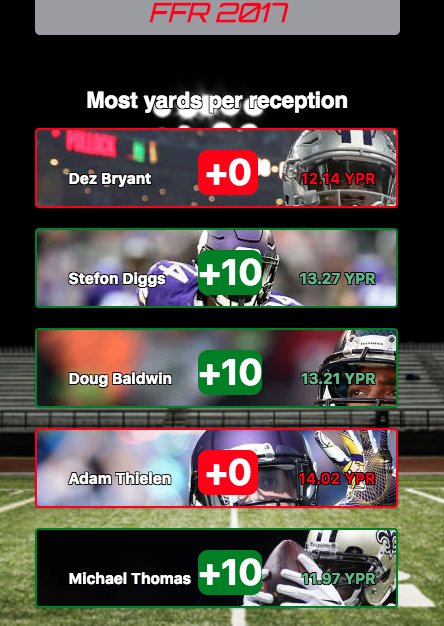 FFR 2017
Most yards per reception
Dez Bryant
+0
12.14 YPR
Stefon Diggs
+10
13.27 YPR
Doug Baldwin
+10
13.21 YPR
Adam Thielen
+0
14.02 YPR
Michael Thomas
+10
11.97 YPR